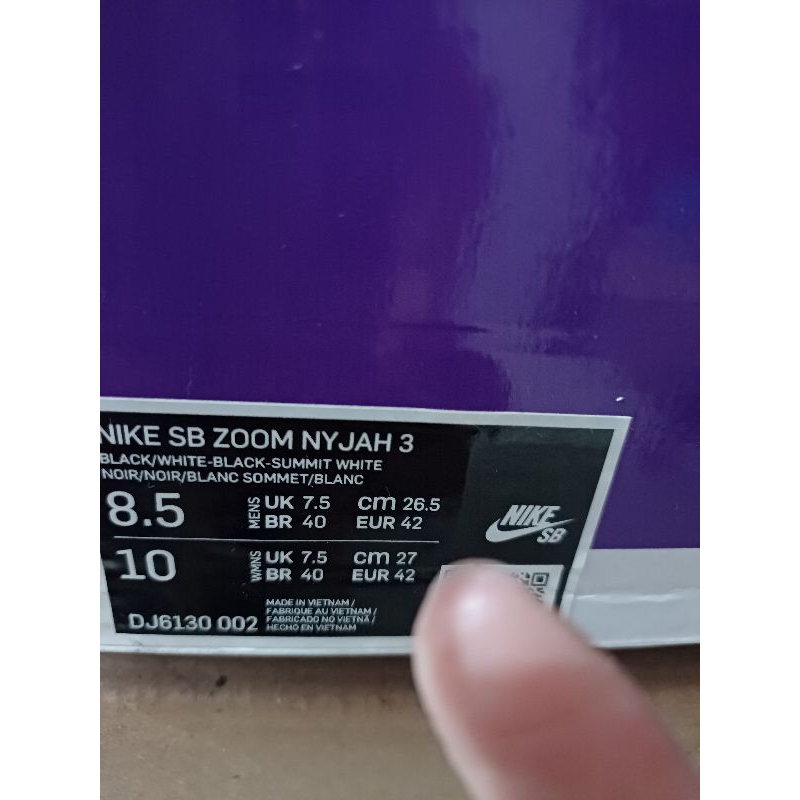 NIKE SB ZOOM NYJAH 3
BLACK/WHITE-BLACK-SUMMIT WHITE
NOIR/NOIR/BLANC SOMMET/BLANC
8.5 MENS UK 7.5 cm 26.5
BR 40 EUR 42
10 WMNS UK 7.5 cm 27
BR 40 EUR 42
DJ6130 002
MADE IN VIETNAM /
FABRIQUE AU VIETNAM /
FABRICADO NO VIETNÃ /
HECHO EN VIETNAM
NIKE
SB